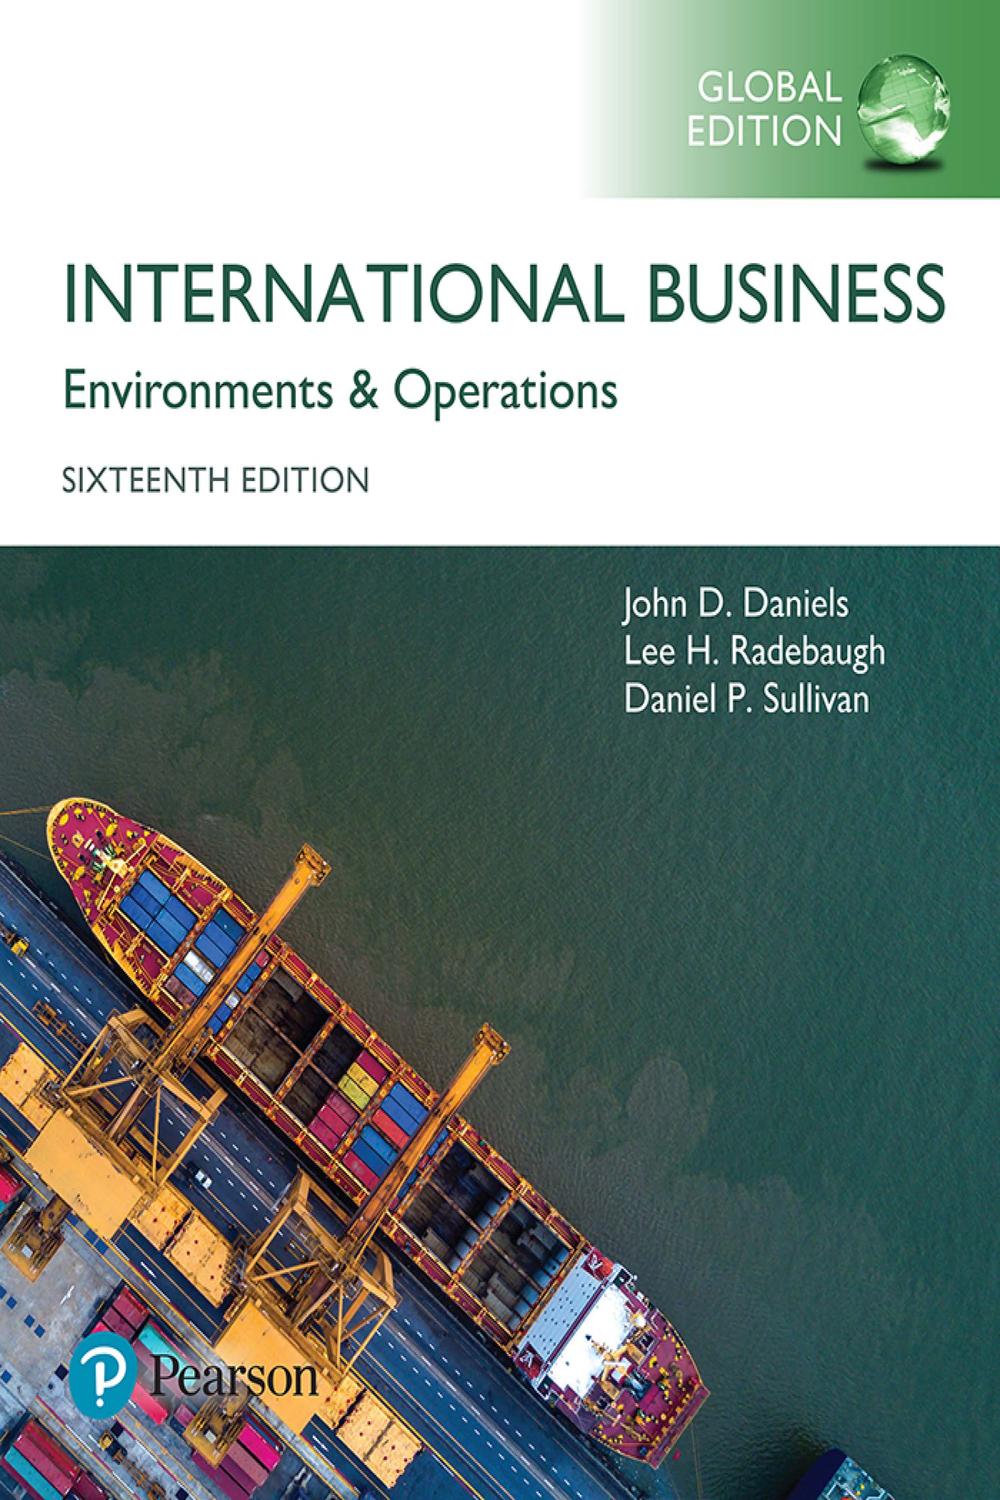 GLOBAL
EDITION
INTERNATIONAL BUSINESS
Environments & Operations
SIXTEENTH EDITION
John D. Daniels
Lee H. Radebaugh
Daniel P. Sullivan
Pearson